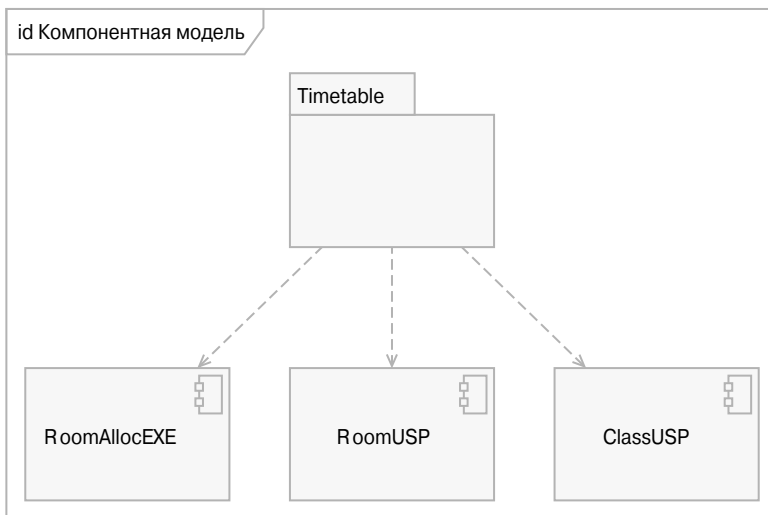 id Компонентная модель
Timetable
RoomAllocEXE
RoomUSP
ClassUSP